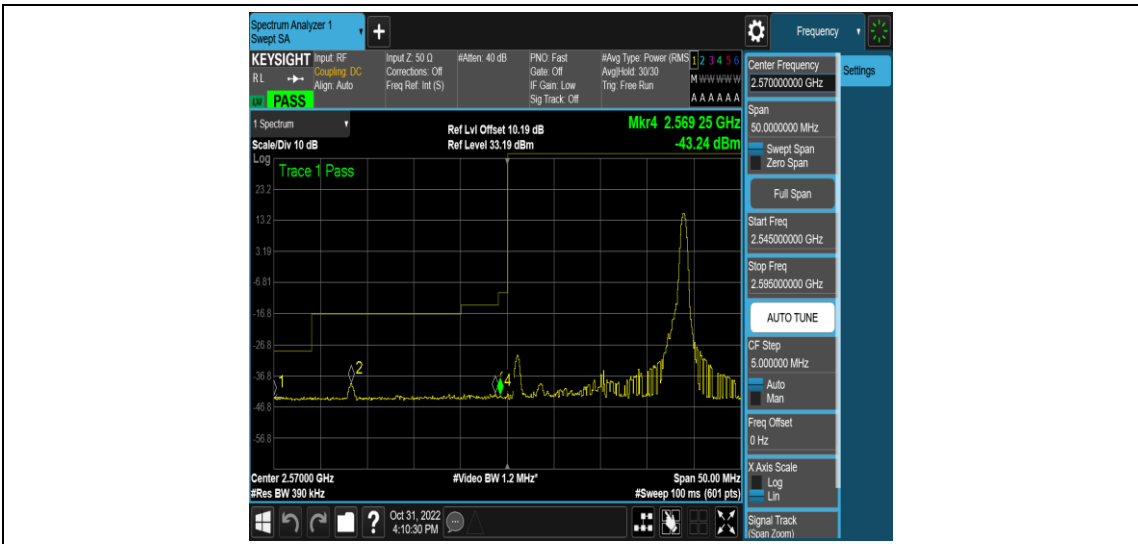 Spectrum Analyzer 1
Swept SA
+
Frequency
KEYSIGHT
RL
LXI PASS
Input: RF
Coupling: DC
Align: Auto
Input Z: 50 Ω
Corrections: Off
Freq Ref: Int (S)
#Atten: 40 dB
PNO: Fast
Gate: Off
IF Gain: Low
Sig Track: Off
#Avg Type: Power (RMS
Avg|Hold: 30/30
Trig: Free Run
1 2 3 4 5 6
M W W W W W
A A A A A A
1 Spectrum
Scale/Div 10 dB
Ref Lvl Offset 10.19 dB
Ref Level 33.19 dBm
Mkr4 2.569 25 GHz
-43.24 dBm
Log
Trace 1 Pass
23.2
13.2
3.19
-6.81
-16.8
-26.8
-36.8
-46.8
-56.8
1
2
4
Center 2.57000 GHz
#Res BW 390 kHz
#Video BW 1.2 MHz*
Span 50.00 MHz
#Sweep 100 ms (601 pts)
?
Oct 31, 2022
4:10:30 PM
Center Frequency
2.570000000 GHz
Settings
Span
50.0000000 MHz
Swept Span
Zero Span
Full Span
Start Freq
2.545000000 GHz
Stop Freq
2.595000000 GHz
AUTO TUNE
CF Step
5.000000 MHz
Auto
Man
Freq Offset
0 Hz
X Axis Scale
Log
Lin
Signal Track
(Span Zoom)